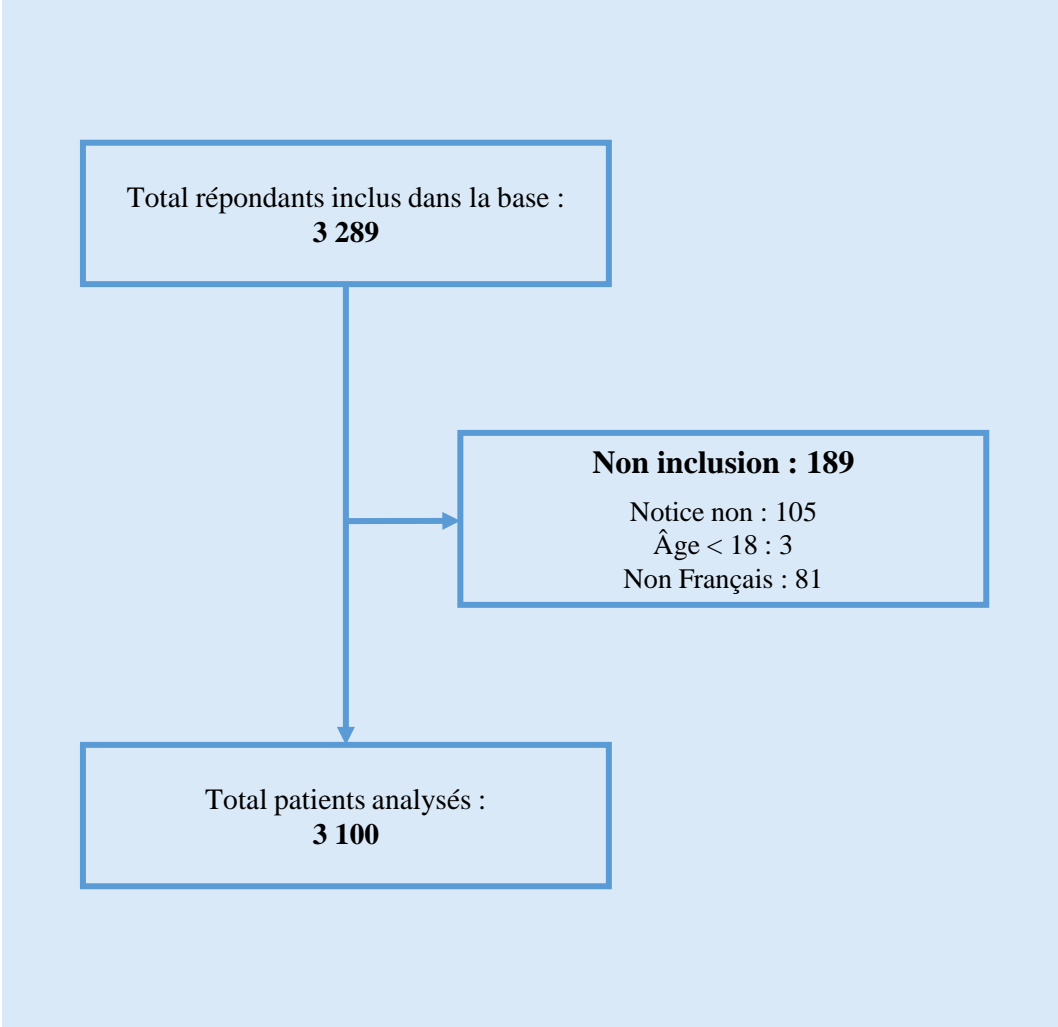 Total répondants inclus dans la base :
3 289
Non inclusion : 189
Notice non : 105
Âge < 18 : 3
Non Français : 81
Total patients analysés :
3 100